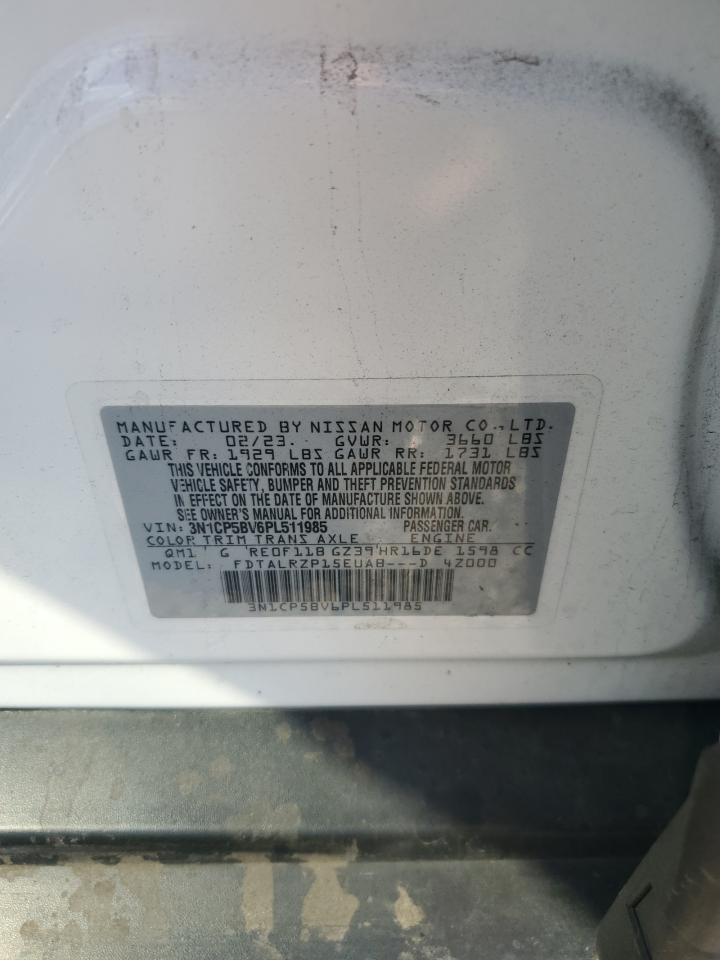 MANUFACTURED BY NISSAN MOTOR CO., LTD.
DATE: 02/23 GVWR: 3660 LBS
GAWR FR: 1929 LBS GAWR RR: 1731 LBS
THIS VEHICLE CONFORMS TO ALL APPLICABLE FEDERAL MOTOR
VEHICLE SAFETY, BUMPER AND THEFT PREVENTION STANDARDS
IN EFFECT ON THE DATE OF MANUFACTURE SHOWN ABOVE.
SEE OWNER'S MANUAL FOR ADDITIONAL INFORMATION.
VIN: 3N1CP5BV6PL511985 PASSENGER CAR.
COLOR TRIM TRANS AXLE ENGINE
QM1 G RE0F11B GZ39 HR16DE 1598 CC
MODEL: FDTALRZP15EUAB---D 4Z000
3N1CP5BV6PL511985